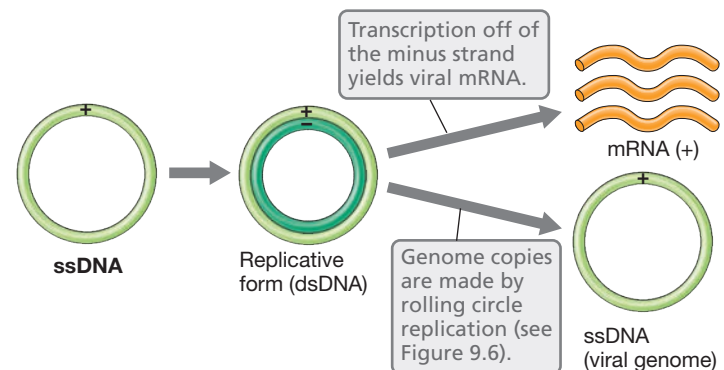 Transcription off of
the minus strand
yields viral mRNA.
mRNA (+)
+
+
–
ssDNA
Replicative
form (dsDNA)
Genome copies
are made by
rolling circle
replication (see
Figure 9.6).
+
ssDNA
(viral genome)